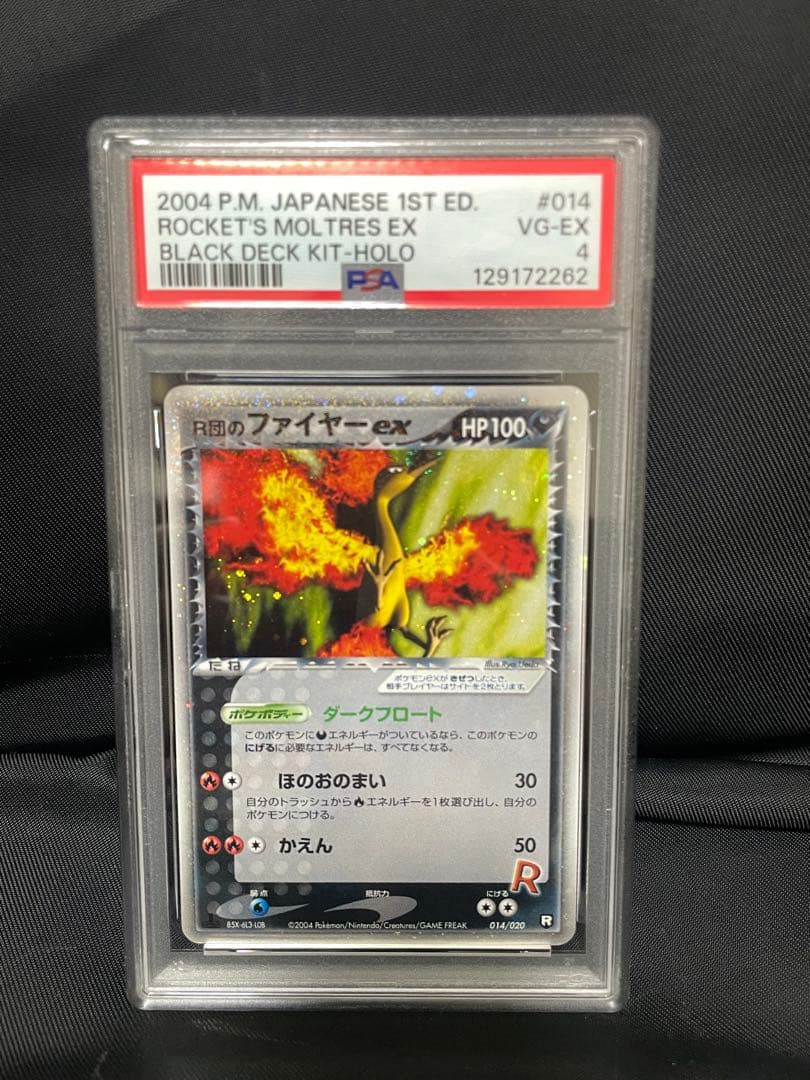 2004 P.M. JAPANESE 1ST ED. #014
ROCKET'S MOLTRES EX VG-EX
BLACK DECK KIT-HOLO 4
PSA 129172262
R団のファイヤーex HP100
たね Illus.Ryo Ueda
ポケモンexがきぜつしたとき、
相手プレイヤーはサイドを2枚とります。
ポケボディー ダークフロート
このポケモンにエネルギーがついているなら、このポケモンの
にげるに必要なエネルギーは、すべてなくなる。
ほのおのまい 30
自分のトラッシュからエネルギーを1枚選び出し、自分の
ポケモンにつける。
かえん 50
R
弱点 抵抗力 にげる
85X-6L3-L0B ©2004 Pokémon/Nintendo/Creatures/GAME FREAK 014/020 R